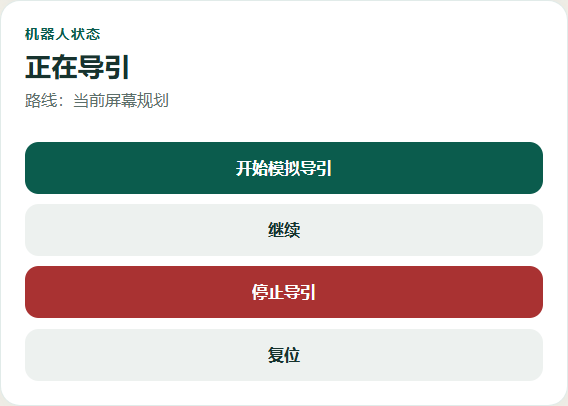 机器人状态
正在导引
路线：当前屏幕规划
开始模拟导引
继续
停止导引
复位